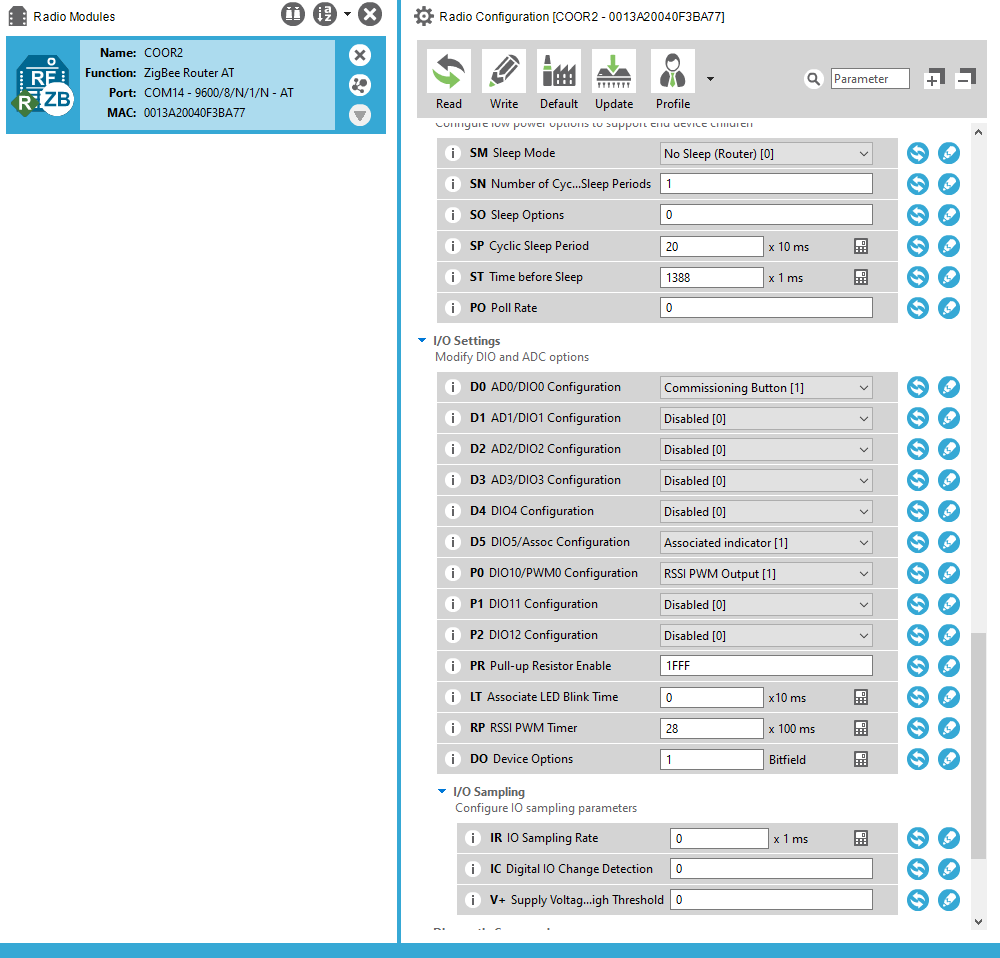 Radio Modules
Name: COOR2
Function: ZigBee Router AT
Port: COM14 - 9600/8/N/1/N - AT
MAC: 0013A20040F3BA77
RF
R
ZB
Radio Configuration [COOR2 - 0013A20040F3BA77]
Read Write Default Update Profile
Parameter
Configure low power options to support end device children
i SM Sleep Mode No Sleep (Router) [0]
i SN Number of Cyc...Sleep Periods 1
i SO Sleep Options 0
i SP Cyclic Sleep Period 20 x 10 ms
i ST Time before Sleep 1388 x 1 ms
i PO Poll Rate 0
I/O Settings
Modify DIO and ADC options
i D0 AD0/DIO0 Configuration Commissioning Button [1]
i D1 AD1/DIO1 Configuration Disabled [0]
i D2 AD2/DIO2 Configuration Disabled [0]
i D3 AD3/DIO3 Configuration Disabled [0]
i D4 DIO4 Configuration Disabled [0]
i D5 DIO5/Assoc Configuration Associated indicator [1]
i P0 DIO10/PWM0 Configuration RSSI PWM Output [1]
i P1 DIO11 Configuration Disabled [0]
i P2 DIO12 Configuration Disabled [0]
i PR Pull-up Resistor Enable 1FFF
i LT Associate LED Blink Time 0 x10 ms
i RP RSSI PWM Timer 28 x 100 ms
i DO Device Options 1 Bitfield
I/O Sampling
Configure IO sampling parameters
i IR IO Sampling Rate 0 x 1 ms
i IC Digital IO Change Detection 0
i V+ Supply Voltag...igh Threshold 0